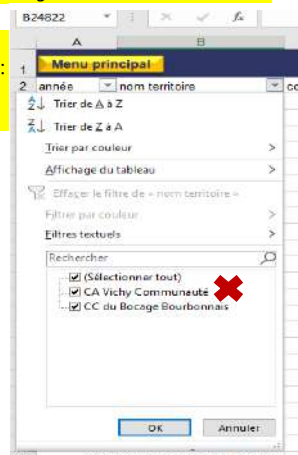 B24822
fx
A B
1 Menu principal
2 année nom territoire
Trier de A à Z
Trier de Z à A
Trier par couleur
Affichage du tableau
Effacer le filtre de « nom territoire »
Filtrer par couleur
Filtres textuels
Rechercher
(Sélectionner tout)
CA Vichy Communauté
CC du Bocage Bourbonnais
OK Annuler